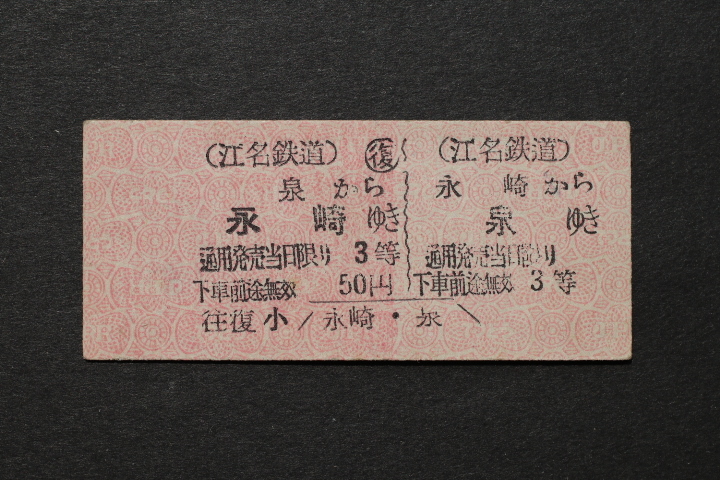 (江名鉄道) 復
泉から
永崎ゆき
通用発売当日限り 3等
下車前途無効 50円
(江名鉄道)
永崎から
泉ゆき
通用発売当日限り
下車前途無効 3等
往復 小 / 永崎・泉 \